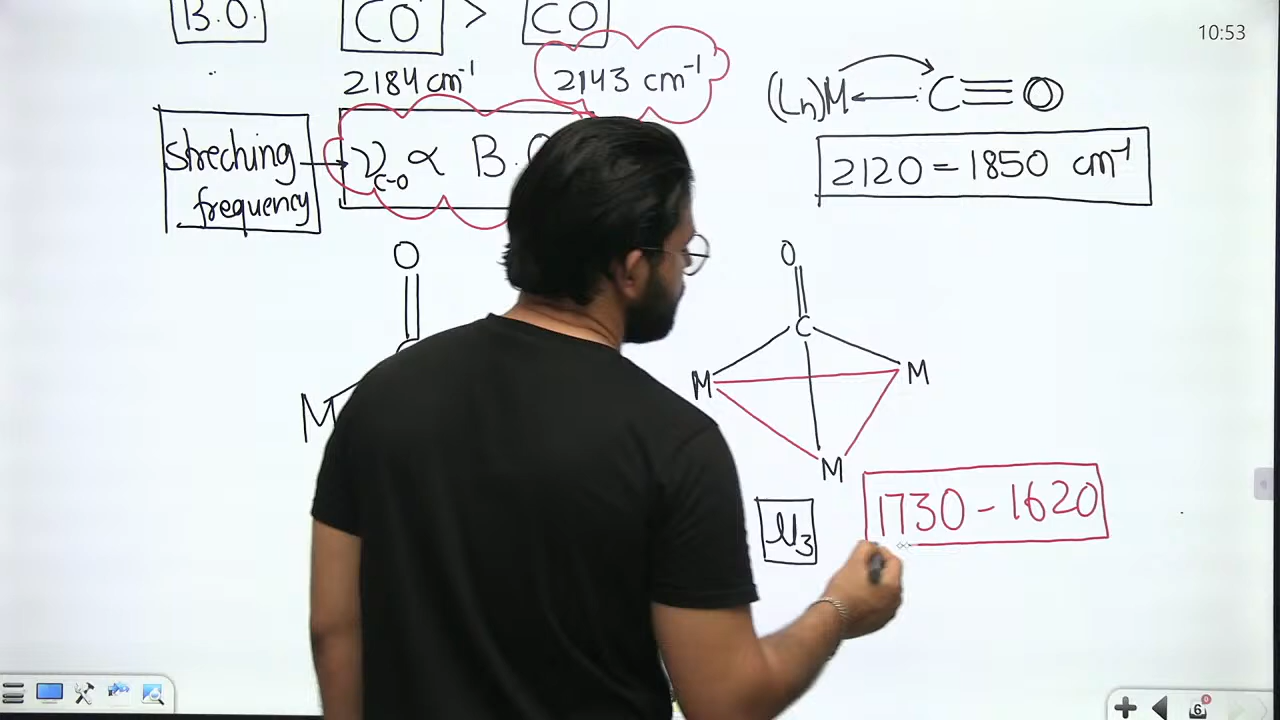 10:53
B.O. CO⁺ > CO
2184 cm⁻¹ 2143 cm⁻¹
(Ln)M C≡O
Streching frequency → ν C-O ∝ B.O
2120 = 1850 cm⁻¹
O
M
O
C
M M
M
μ3
1730 - 1620
6